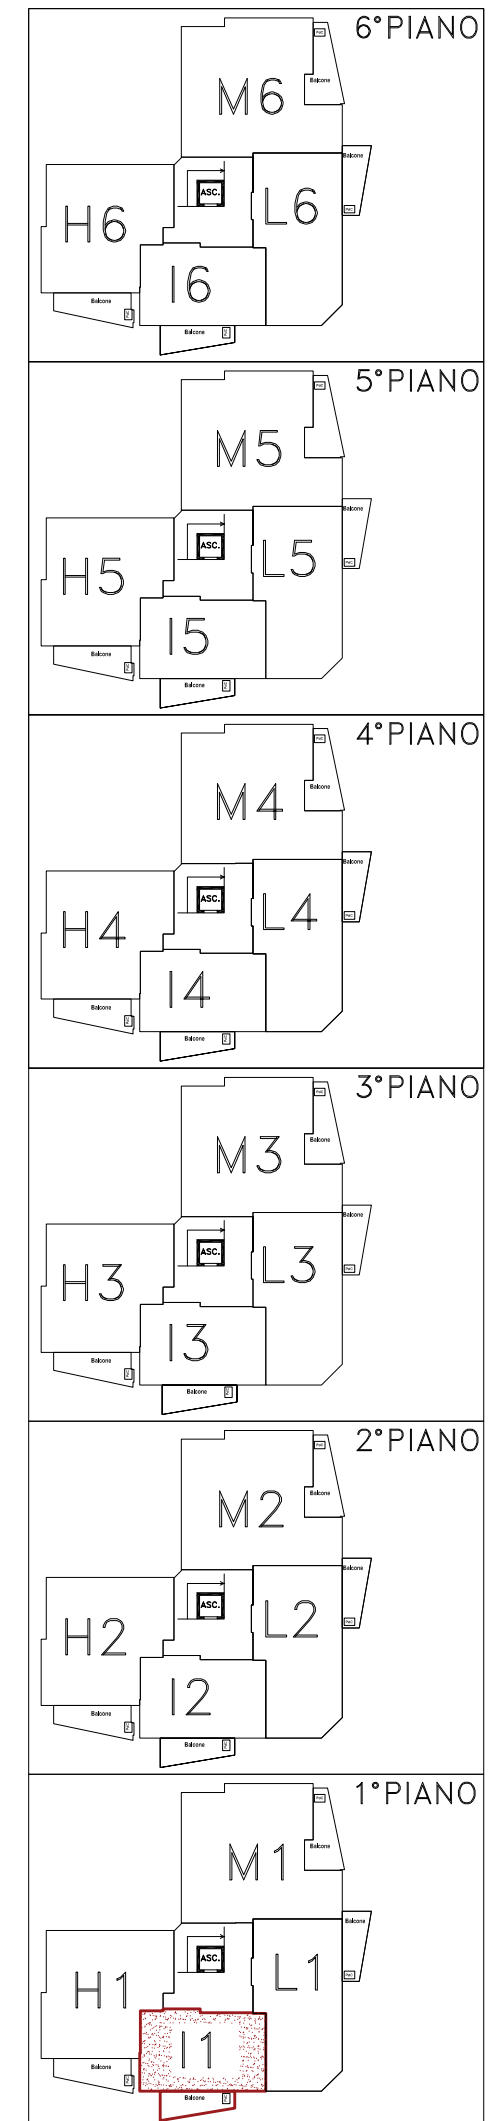 6°PIANO
Balcone
M6
Balcone
ASC.
L6
H6
I6
Balcone
Balcone
5°PIANO
M5
Balcone
ASC.
L5
H5
I5
Balcone
Balcone
4°PIANO
Balcone
M4
Balcone
ASC.
L4
H4
I4
Balcone
Balcone
3°PIANO
Balcone
M3
Balcone
ASC.
L3
H3
I3
Balcone
Balcone
2°PIANO
Balcone
M2
Balcone
ASC.
L2
H2
I2
Balcone
Balcone
1°PIANO
Balcone
M1
Balcone
ASC.
L1
H1
I1
Balcone
Balcone